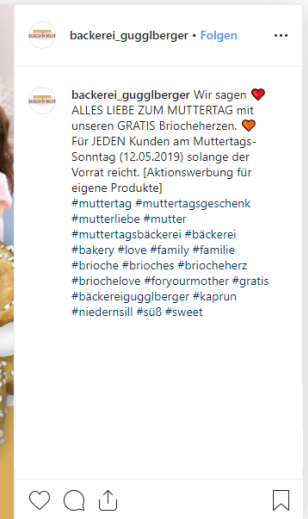 backerei_gugglberger • Folgen
backerei_gugglberger Wir sagen ❤
ALLES LIEBE ZUM MUTTERTAG mit
unseren GRATIS Briocheherzen. 🧡
Für JEDEN Kunden am Muttertags-
Sonntag (12.05.2019) solange der
Vorrat reicht. [Aktionswerbung für
eigene Produkte]
#muttertag #muttertagsgeschenk
#mutterliebe #mutter
#muttertagsbäckerei #bäckerei
#bakery #love #family #familie
#brioche #brioches #briocheherz
#briochelove #foryourmother #gratis
#bäckereigugglberger #kaprun
#niedernsill #süß #sweet